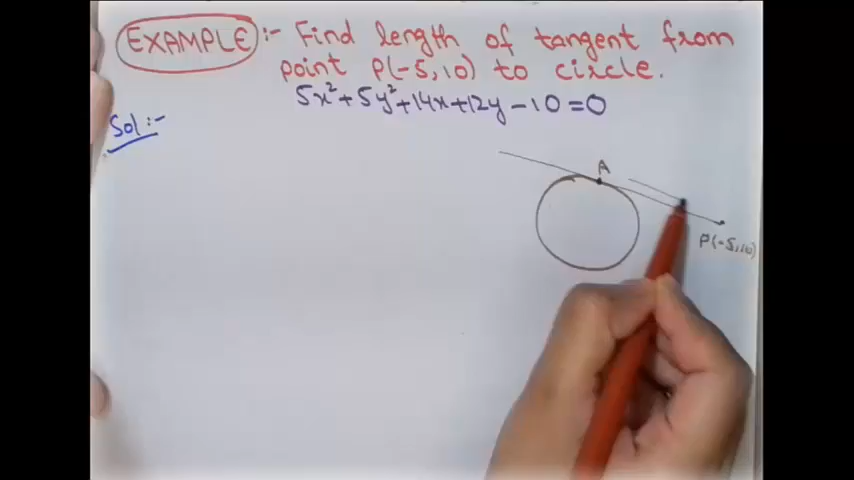 EXAMPLE :- Find length of tangent from
point P(-5,10) to circle.
5x²+5y²+14x+12y-10=0
Sol :-
A
P(-5,10)